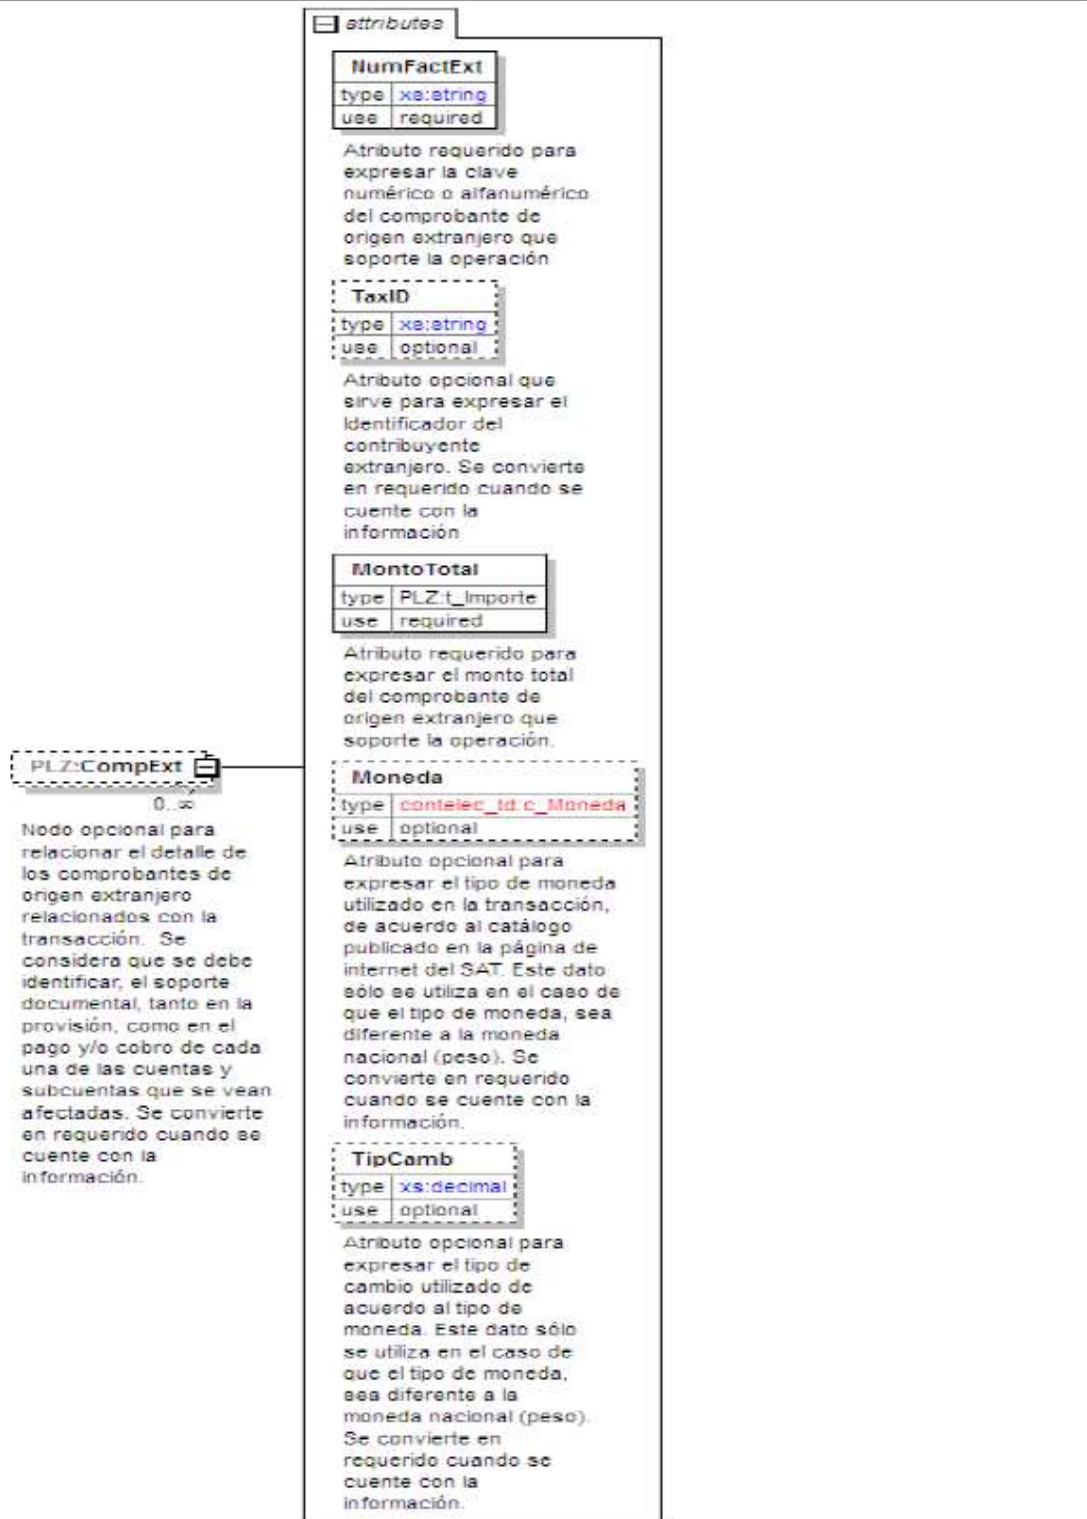 attributes
NumFactExt
type xs:string
use required
Atributo requerido para
expresar la clave
numérico o alfanumérico
del comprobante de
origen extranjero que
soporte la operación
TaxID
type xs:string
use optional
Atributo opcional que
sirve para expresar el
Identificador del
contribuyente
extranjero. Se convierte
en requerido cuando se
cuente con la
información
MontoTotal
type PLZ:t_Importe
use required
Atributo requerido para
expresar el monto total
del comprobante de
origen extranjero que
soporte la operación.
PLZ:CompExt
0..∞
Nodo opcional para
relacionar el detalle de
los comprobantes de
origen extranjero
relacionados con la
transacción. Se
considera que se debe
identificar, el soporte
documental, tanto en la
provisión, como en el
pago y/o cobro de cada
una de las cuentas y
subcuentas que se vean
afectadas. Se convierte
en requerido cuando se
cuente con la
información.
Moneda
type contelec_td:c_Moneda
use optional
Atributo opcional para
expresar el tipo de moneda
utilizado en la transacción,
de acuerdo al catálogo
publicado en la página de
internet del SAT. Este dato
sólo se utiliza en el caso de
que el tipo de moneda, sea
diferente a la moneda
nacional (peso). Se
convierte en requerido
cuando se cuente con la
información.
TipCamb
type xs:decimal
use optional
Atributo opcional para
expresar el tipo de
cambio utilizado de
acuerdo al tipo de
moneda. Este dato sólo
se utiliza en el caso de
que el tipo de moneda,
sea diferente a la
moneda nacional (peso).
Se convierte en
requerido cuando se
cuente con la
información.